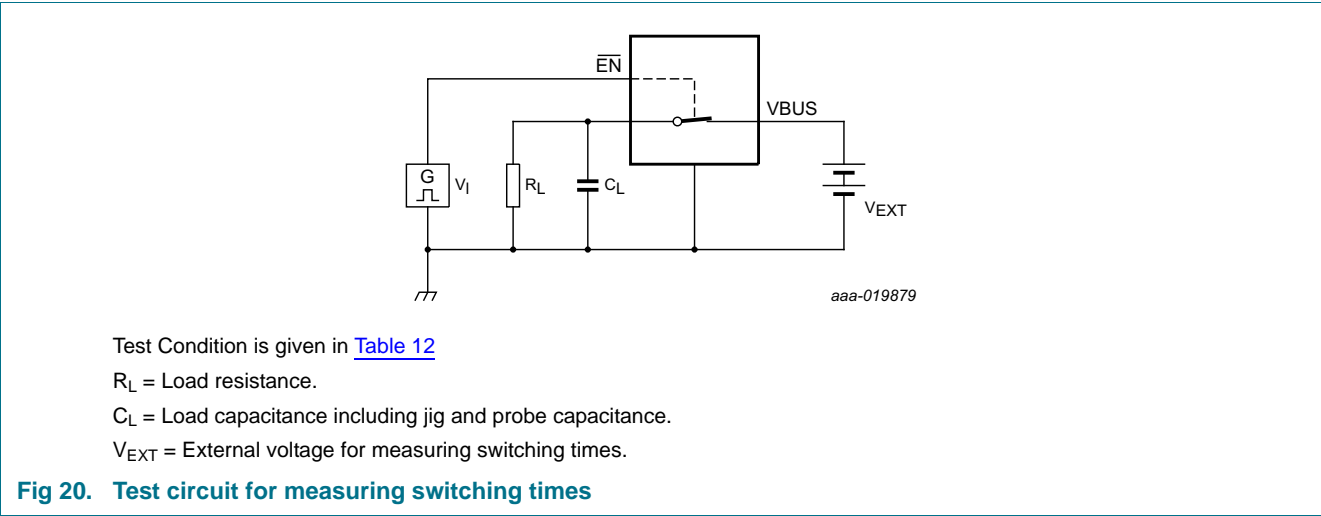 E̅N̅
VBUS
G
VI
RL
CL
VEXT
aaa-019879
Test Condition is given in Table 12
RL = Load resistance.
CL = Load capacitance including jig and probe capacitance.
VEXT = External voltage for measuring switching times.
Fig 20. Test circuit for measuring switching times